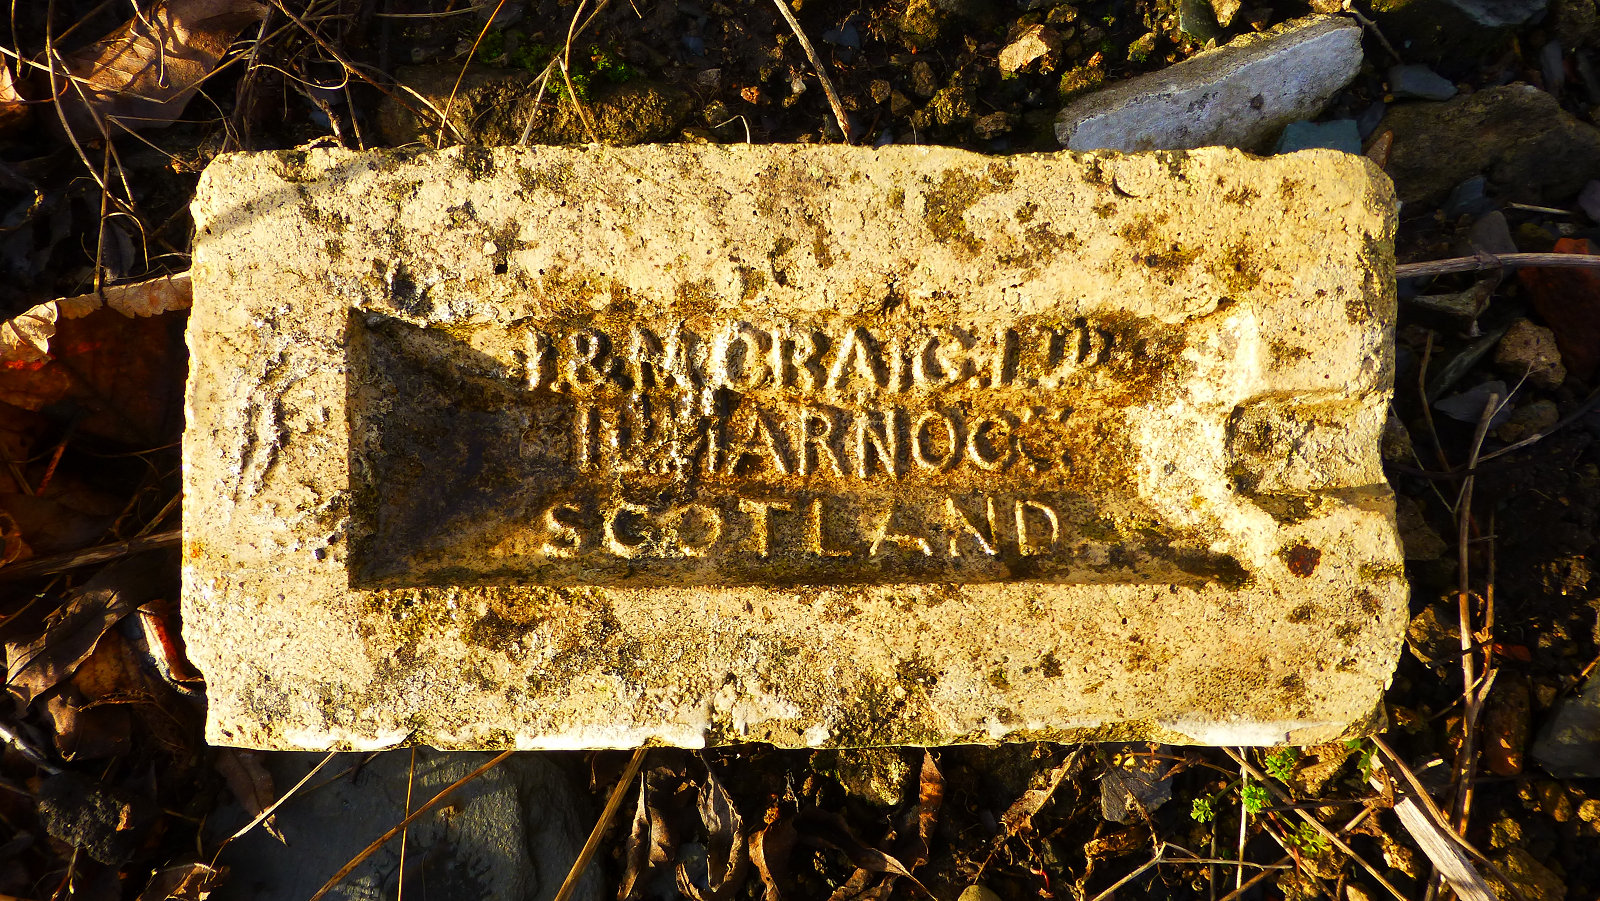 J. & M. CRAIG. LTD
KILMARNOCK
SCOTLAND